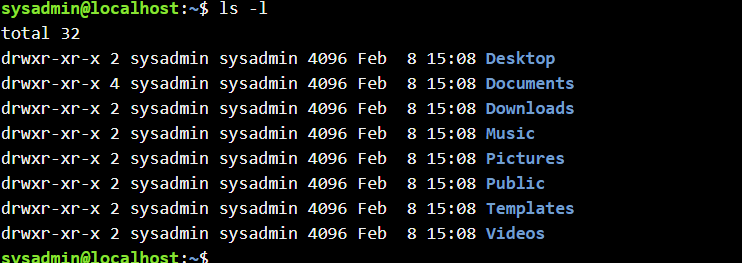 sysadmin@localhost:~$ ls -l
total 32
drwxr-xr-x 2 sysadmin sysadmin 4096 Feb  8 15:08 Desktop
drwxr-xr-x 4 sysadmin sysadmin 4096 Feb  8 15:08 Documents
drwxr-xr-x 2 sysadmin sysadmin 4096 Feb  8 15:08 Downloads
drwxr-xr-x 2 sysadmin sysadmin 4096 Feb  8 15:08 Music
drwxr-xr-x 2 sysadmin sysadmin 4096 Feb  8 15:08 Pictures
drwxr-xr-x 2 sysadmin sysadmin 4096 Feb  8 15:08 Public
drwxr-xr-x 2 sysadmin sysadmin 4096 Feb  8 15:08 Templates
drwxr-xr-x 2 sysadmin sysadmin 4096 Feb  8 15:08 Videos
sysadmin@localhost:~$